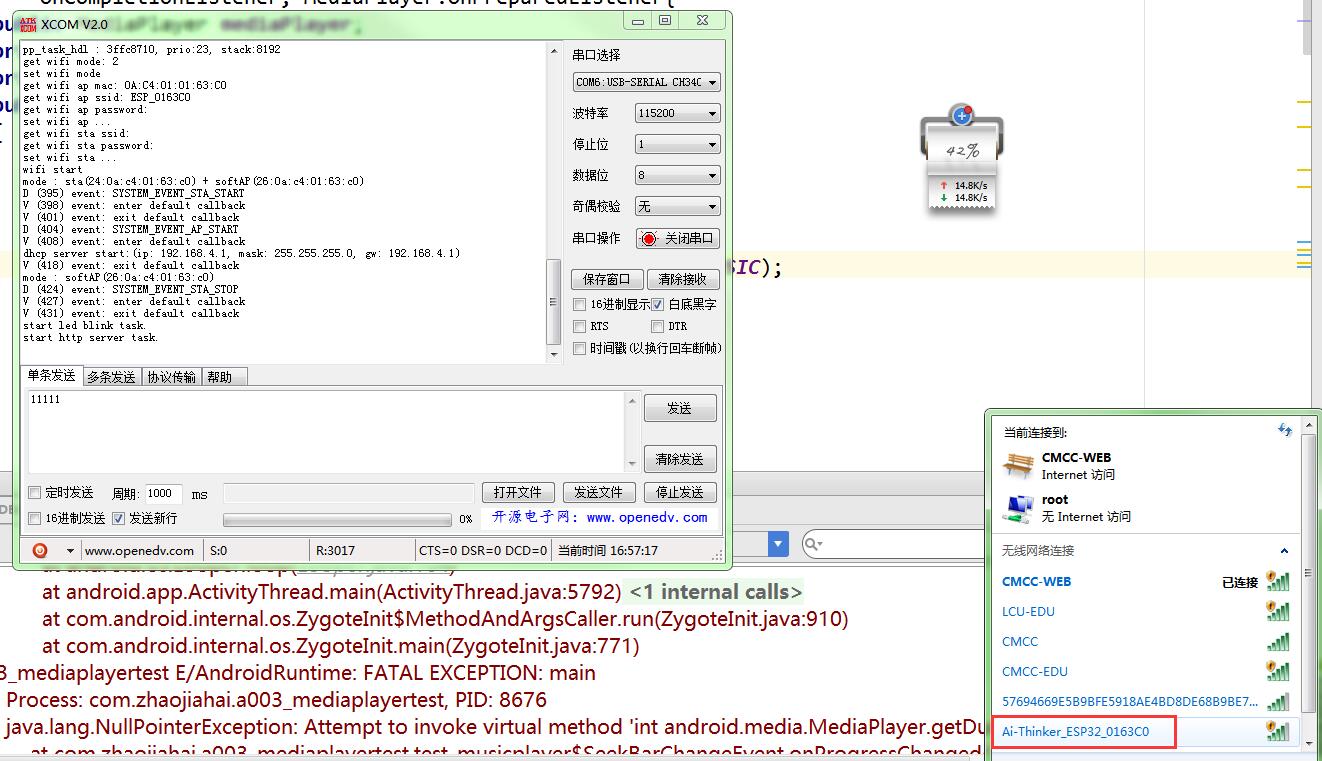 OnCompletionListener, MediaPlayer.OnPreparedListener{
MediaPlayer mediaPlayer;
XCOM V2.0
pp_task_hdl : 3ffc8710, prio:23, stack:8192
get wifi mode: 2
set wifi mode
get wifi ap mac: 0A:C4:01:01:63:C0
get wifi ap ssid: ESP_0163C0
get wifi ap password:
set wifi ap ...
get wifi sta ssid:
get wifi sta password:
set wifi sta ...
wifi start
mode : sta(24:0a:c4:01:63:c0) + softAP(26:0a:c4:01:63:c0)
D (395) event: SYSTEM_EVENT_STA_START
V (398) event: enter default callback
V (401) event: exit default callback
D (404) event: SYSTEM_EVENT_AP_START
V (408) event: enter default callback
dhcp server start:(ip: 192.168.4.1, mask: 255.255.255.0, gw: 192.168.4.1)
V (418) event: exit default callback
mode : softAP(26:0a:c4:01:63:c0)
D (424) event: SYSTEM_EVENT_STA_STOP
V (427) event: enter default callback
V (431) event: exit default callback
start led blink task.
start http server task.
串口选择
COM6:USB-SERIAL CH34C
波特率 115200
停止位 1
数据位 8
奇偶校验 无
串口操作 关闭串口
保存窗口 清除接收
16进制显示 白底黑字
RTS DTR
时间戳(以换行回车断帧)
单条发送 多条发送 协议传输 帮助
11111
发送
清除发送
定时发送 周期: 1000 ms 打开文件 发送文件 停止发送
16进制发送 发送新行 0% 开源电子网: www.openedv.com
www.openedv.com S:0 R:3017 CTS=0 DSR=0 DCD=0 当前时间 16:57:17
SIC);
42%
14.8K/s
14.8K/s
at android.app.ActivityThread.main(ActivityThread.java:5792) <1 internal calls>
at com.android.internal.os.ZygoteInit$MethodAndArgsCaller.run(ZygoteInit.java:910)
at com.android.internal.os.ZygoteInit.main(ZygoteInit.java:771)
3_mediaplayertest E/AndroidRuntime: FATAL EXCEPTION: main
Process: com.zhaojiahai.a003_mediaplayertest, PID: 8676
java.lang.NullPointerException: Attempt to invoke virtual method 'int android.media.MediaPlayer.getDu
at com.zhaojiahai.a003_mediaplayertest.test_musicplayer$SeekBarChangeEvent.onProgressChanged
当前连接到:
CMCC-WEB
Internet 访问
root
无 Internet 访问
无线网络连接
CMCC-WEB 已连接
LCU-EDU
CMCC
CMCC-EDU
57694669E5B9BFE5918AE4BD8DE68B9BE7...
Ai-Thinker_ESP32_0163C0